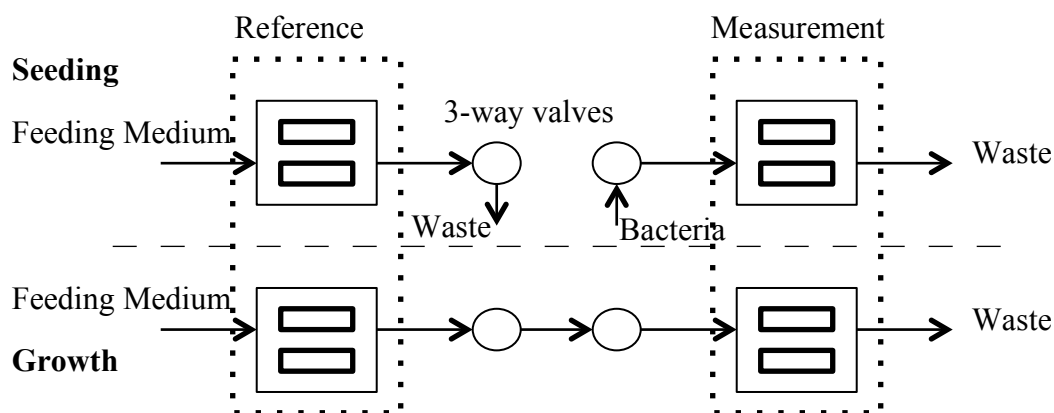 Reference
Measurement
Seeding
3-way valves
Feeding Medium
Waste
Waste
Bacteria
Feeding Medium
Waste
Growth